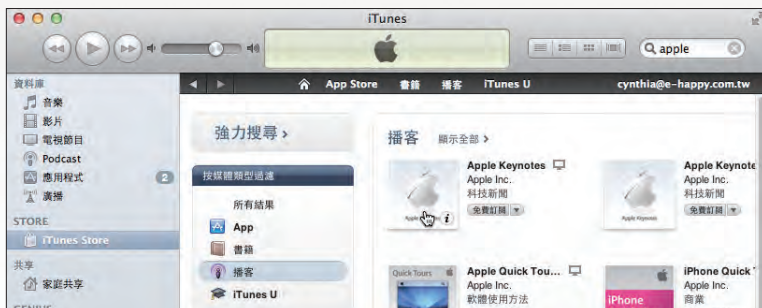 iTunes
apple
資料庫
音樂
影片
電視節目
Podcast
應用程式 2
廣播
STORE
iTunes Store
共享
家庭共享
App Store 書籍 播客 iTunes U cynthia@e-happy.com.tw
強力搜尋 >
按媒體類型過濾
所有結果
App
書籍
播客
iTunes U
播客 顯示全部 >
Apple Keynotes
Apple Inc.
科技新聞
免費訂閱
Apple Keynote
Apple Inc.
科技新聞
免費訂閱
Apple Keynotes
Quick Tours
Apple Quick Tou...
Apple Inc.
軟體使用方法
iPhone
iPhone Quick T
Apple Inc.
商業